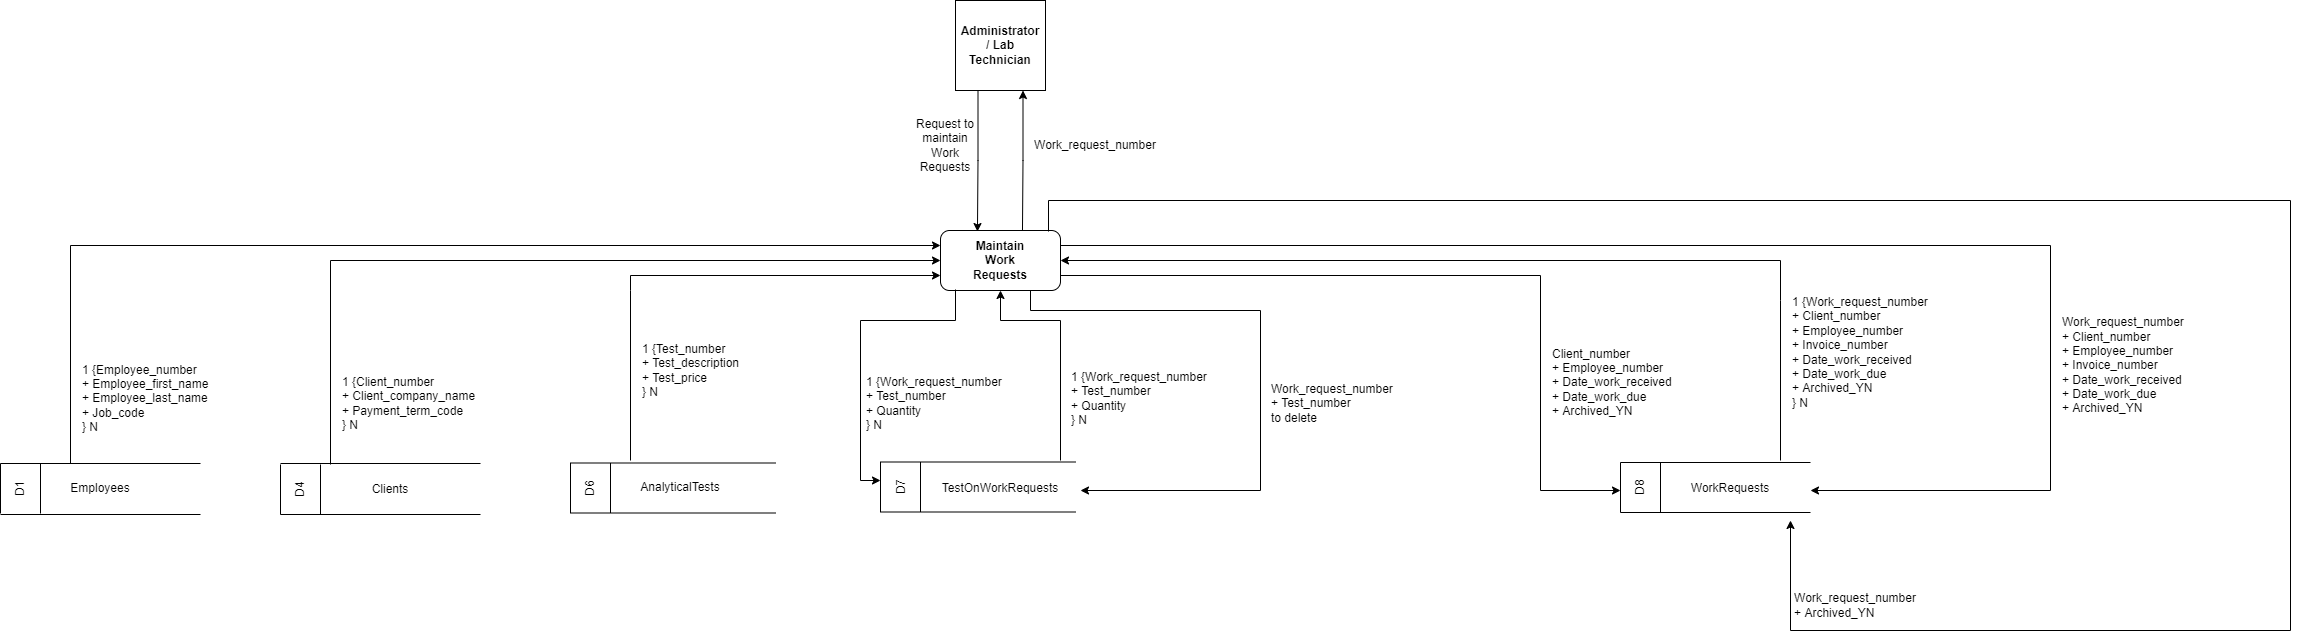 Administrator
/ Lab
Technician
Request to
maintain
Work
Requests
Work_request_number
Maintain
Work
Requests
1 {Employee_number
+ Employee_first_name
+ Employee_last_name
+ Job_code
} N
1 {Client_number
+ Client_company_name
+ Payment_term_code
} N
1 {Test_number
+ Test_description
+ Test_price
} N
1 {Work_request_number
+ Test_number
+ Quantity
} N
1 {Work_request_number
+ Test_number
+ Quantity
} N
Work_request_number
+ Test_number
to delete
Client_number
+ Employee_number
+ Date_work_received
+ Date_work_due
+ Archived_YN
1 {Work_request_number
+ Client_number
+ Employee_number
+ Invoice_number
+ Date_work_received
+ Date_work_due
+ Archived_YN
} N
Work_request_number
+ Client_number
+ Employee_number
+ Invoice_number
+ Date_work_received
+ Date_work_due
+ Archived_YN
D1
Employees
D4
Clients
D6
AnalyticalTests
D7
TestOnWorkRequests
D8
WorkRequests
Work_request_number
+ Archived_YN